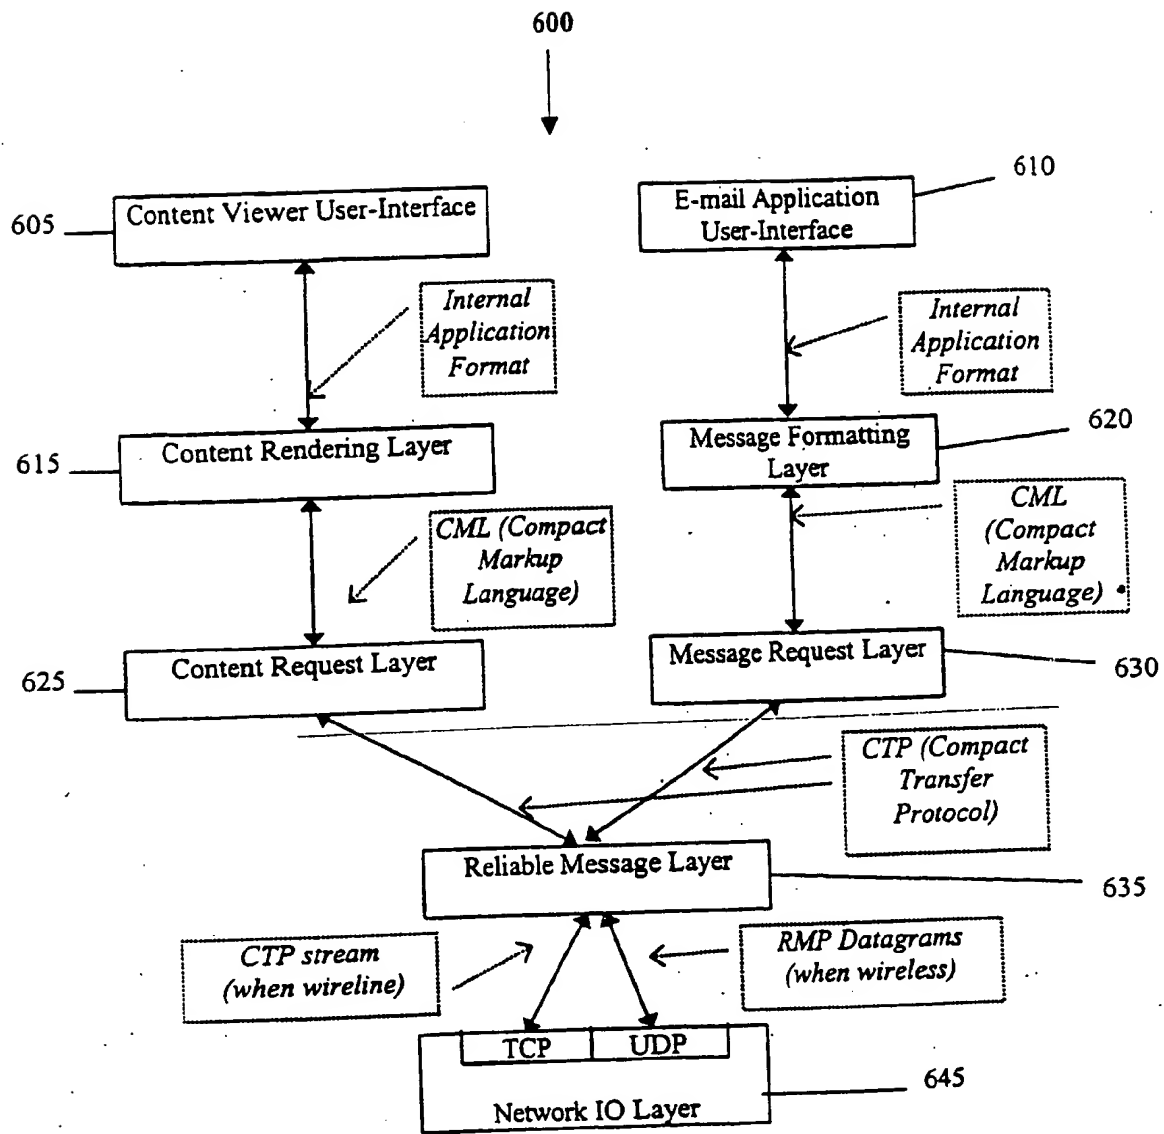 600
610
Content Viewer User-Interface
E-mail Application
User-Interface
605
Internal
Application
Format
Internal
Application
Format
Content Rendering Layer
Message Formatting
Layer
620
615
CML (Compact
Markup
Language)
CML
(Compact
Markup
Language)
Content Request Layer
Message Request Layer
625
630
CTP (Compact
Transfer
Protocol)
Reliable Message Layer
635
CTP stream
(when wireline)
RMP Datagrams
(when wireless)
TCP
UDP
645
Network IO Layer